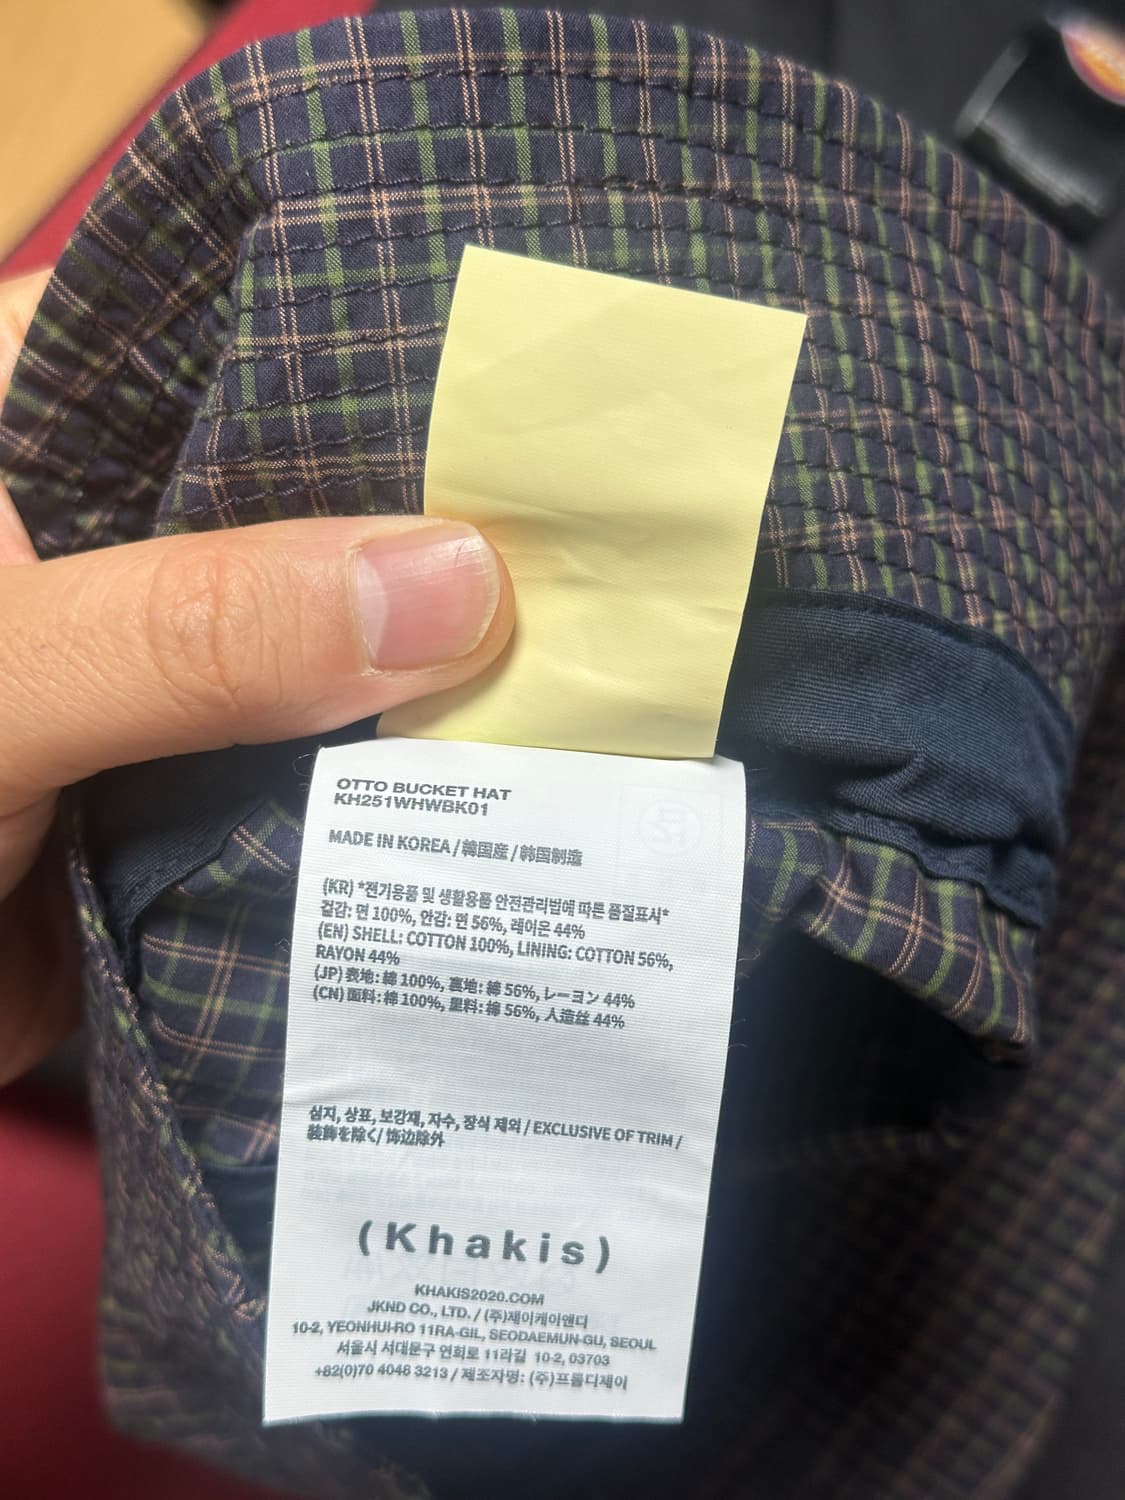 OTTO BUCKET HAT
KH251WHWBK01
MADE IN KOREA / 韓国産 / 韩国制造
(KR) *전기용품 및 생활용품 안전관리법에 따른 품질표시*
겉감: 면 100%, 안감: 면 56%, 레이온 44%
(EN) SHELL: COTTON 100%, LINING: COTTON 56%,
RAYON 44%
(JP) 表地: 綿 100%, 裏地: 綿 56%, レーヨン 44%
(CN) 面料: 棉 100%, 里料: 棉 56%, 人造丝 44%
심지, 상표, 보강재, 자수, 장식 제외 / EXCLUSIVE OF TRIM /
装飾を除く/ 饰边除外
(Khakis)
KHAKIS2020.COM
JKND CO., LTD. / (주)제이케이앤디
10-2, YEONHUI-RO 11RA-GIL, SEODAEMUN-GU, SEOUL
서울시 서대문구 연희로 11라길 10-2, 03703
+82(0)70 4048 3213 / 제조자명: (주)프롬디제이